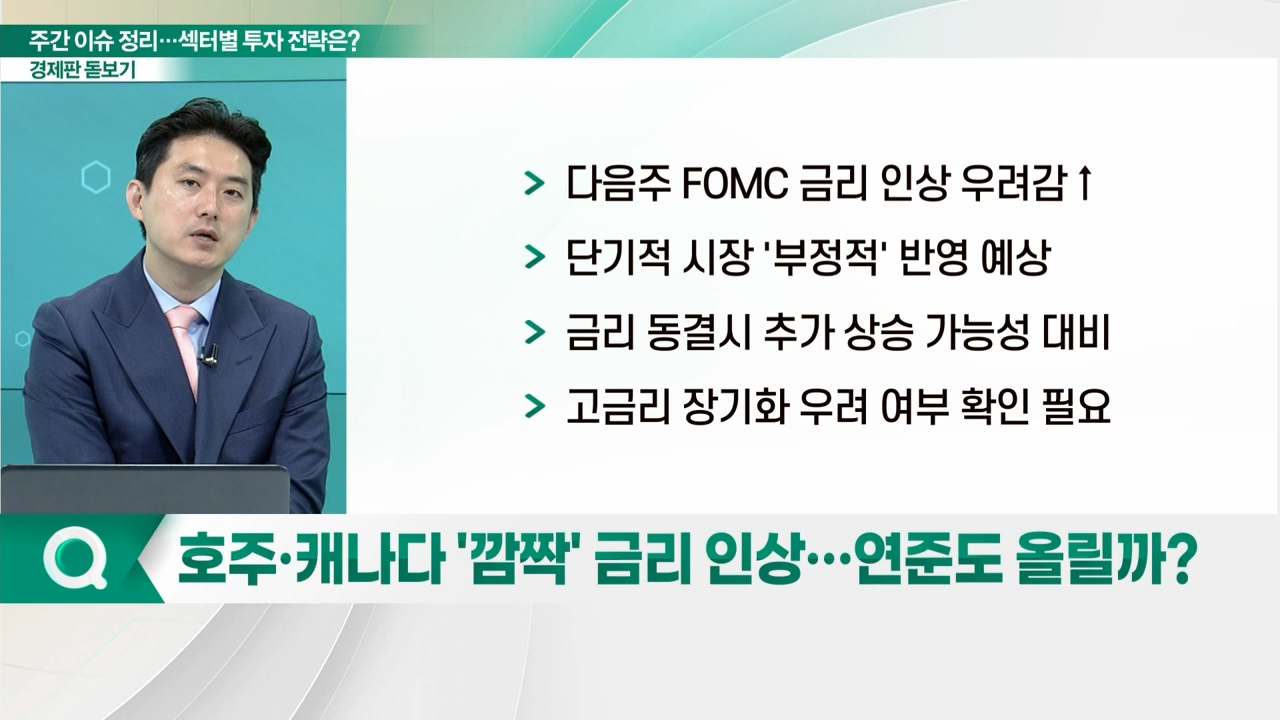 주간 이슈 정리…섹터별 투자 전략은?
경제판 돋보기
> 다음주 FOMC 금리 인상 우려감↑
> 단기적 시장 '부정적' 반영 예상
> 금리 동결시 추가 상승 가능성 대비
> 고금리 장기화 우려 여부 확인 필요
Q 호주·캐나다 '깜짝' 금리 인상…연준도 올릴까?